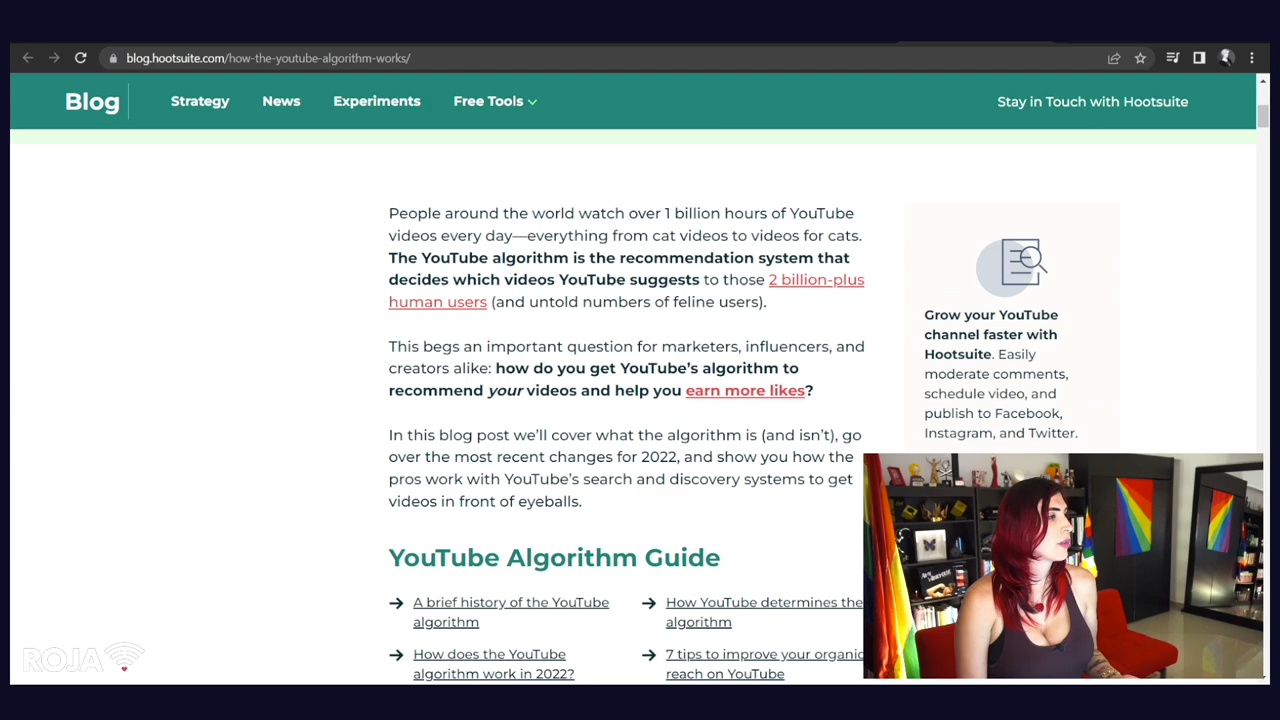 blog.hootsuite.com/how-the-youtube-algorithm-works/
Blog
Strategy
News
Experiments
Free Tools
Stay in Touch with Hootsuite
People around the world watch over 1 billion hours of YouTube
videos every day—everything from cat videos to videos for cats.
The YouTube algorithm is the recommendation system that
decides which videos YouTube suggests to those 2 billion-plus
human users (and untold numbers of feline users).
This begs an important question for marketers, influencers, and
creators alike: how do you get YouTube's algorithm to
recommend your videos and help you earn more likes?
In this blog post we'll cover what the algorithm is (and isn't), go
over the most recent changes for 2022, and show you how the
pros work with YouTube's search and discovery systems to get
videos in front of eyeballs.
YouTube Algorithm Guide
A brief history of the YouTube
algorithm
How does the YouTube
algorithm work in 2022?
How YouTube determines the
algorithm
7 tips to improve your organic
reach on YouTube
Grow your YouTube
channel faster with
Hootsuite. Easily
moderate comments,
schedule video, and
publish to Facebook,
Instagram, and Twitter.
ROJA